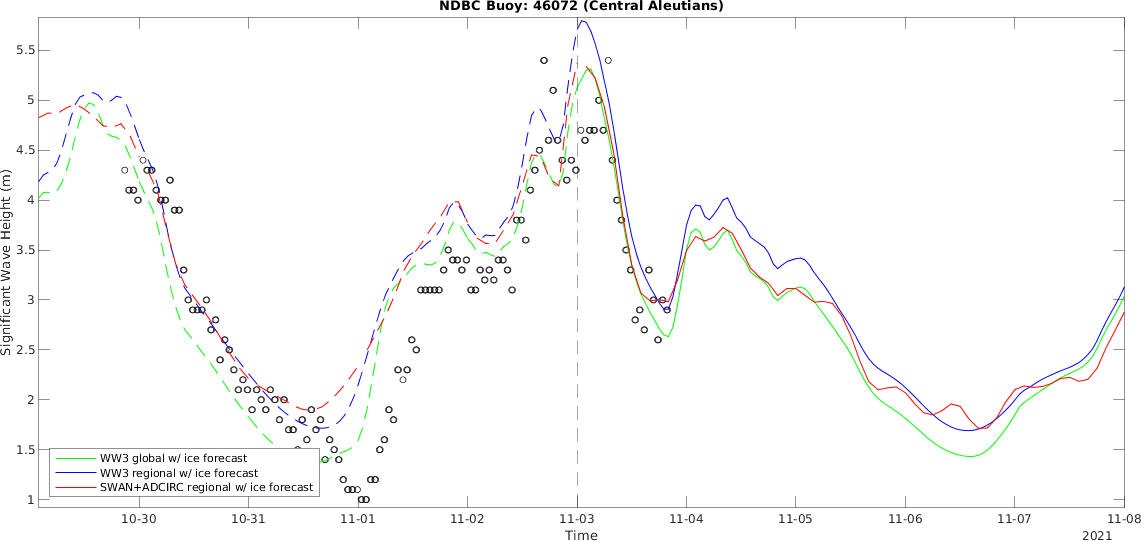 NDBC Buoy: 46072 (Central Aleutians)
5.5
5
4.5
4
3.5
3
2.5
2
1.5
1
Significant Wave Height (m)
WW3 global w/ ice forecast
WW3 regional w/ ice forecast
SWAN+ADCIRC regional w/ ice forecast
10-30 10-31 11-01 11-02 11-03 11-04 11-05 11-06 11-07 11-08
Time 2021